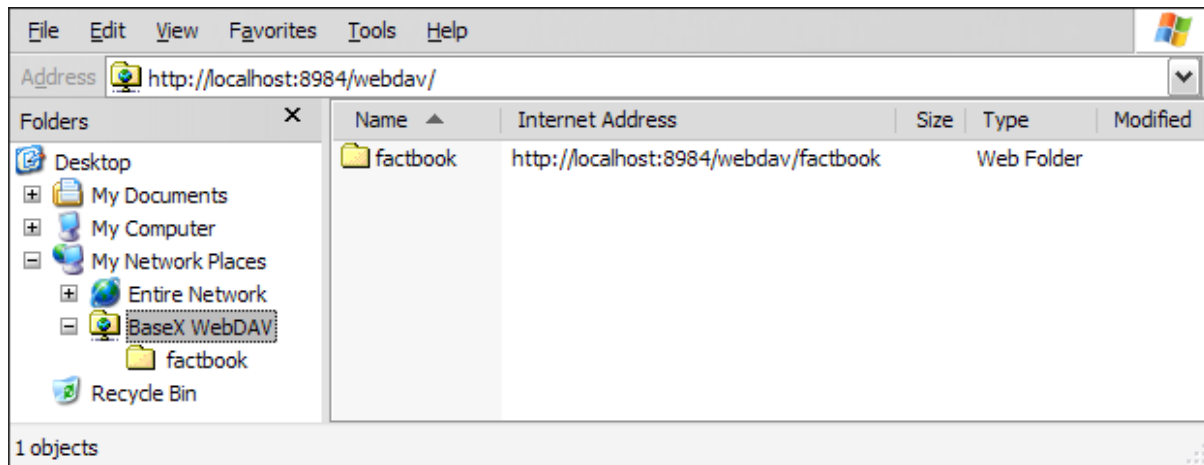 File Edit View Favorites Tools Help
Address http://localhost:8984/webdav/
Folders × Name Internet Address Size Type Modified
Desktop
factbook http://localhost:8984/webdav/factbook Web Folder
My Documents
My Computer
My Network Places
Entire Network
BaseX WebDAV
factbook
Recycle Bin
1 objects